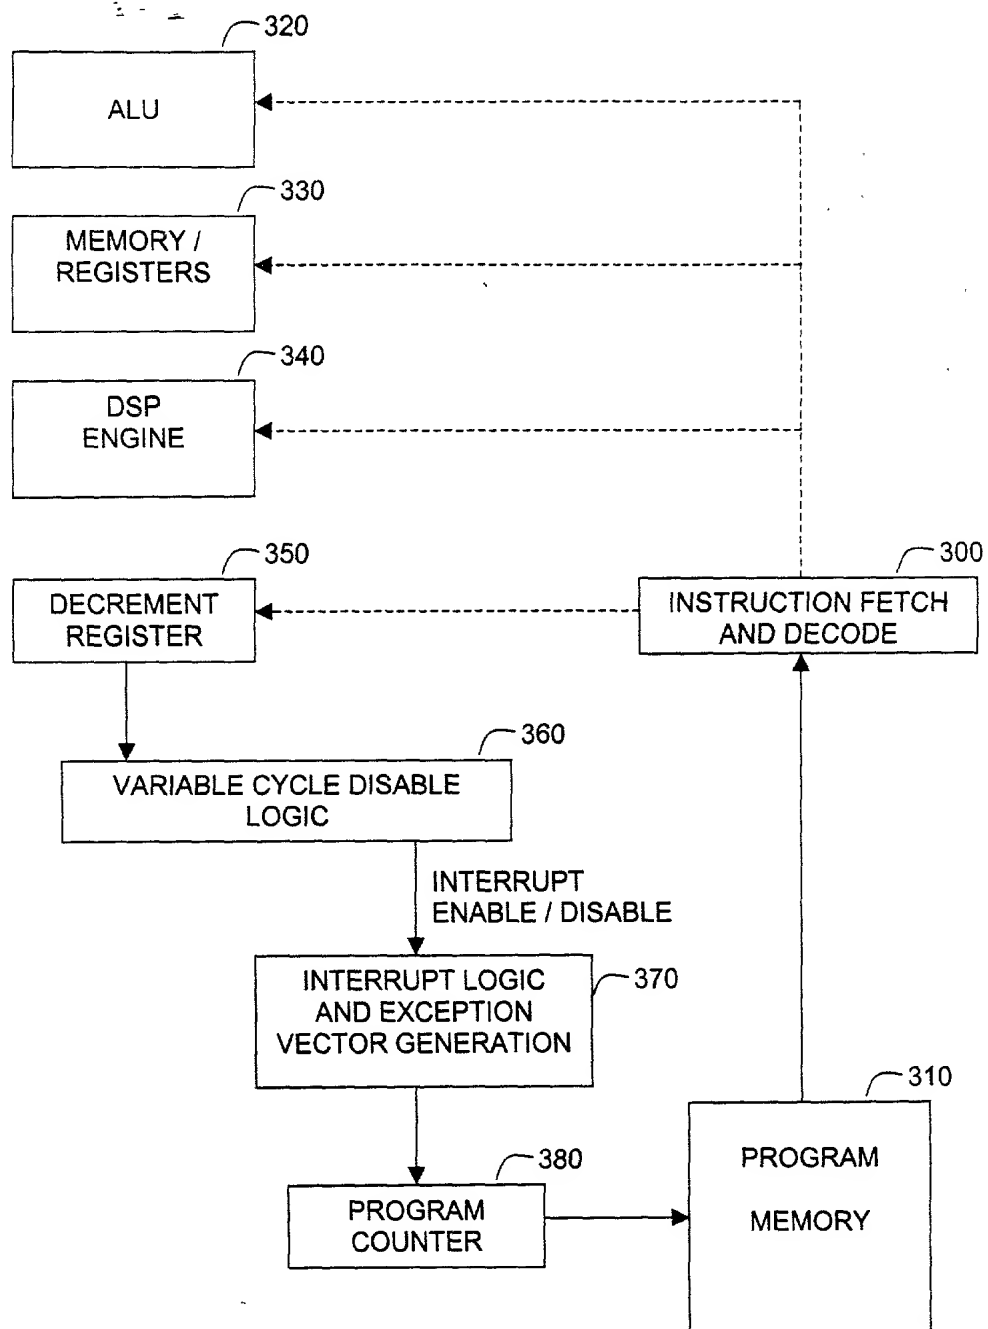 320
ALU
330
MEMORY /
REGISTERS
340
DSP
ENGINE
350
DECREMENT
REGISTER
300
INSTRUCTION FETCH
AND DECODE
360
VARIABLE CYCLE DISABLE
LOGIC
INTERRUPT
ENABLE / DISABLE
370
INTERRUPT LOGIC
AND EXCEPTION
VECTOR GENERATION
310
PROGRAM
MEMORY
380
PROGRAM
COUNTER